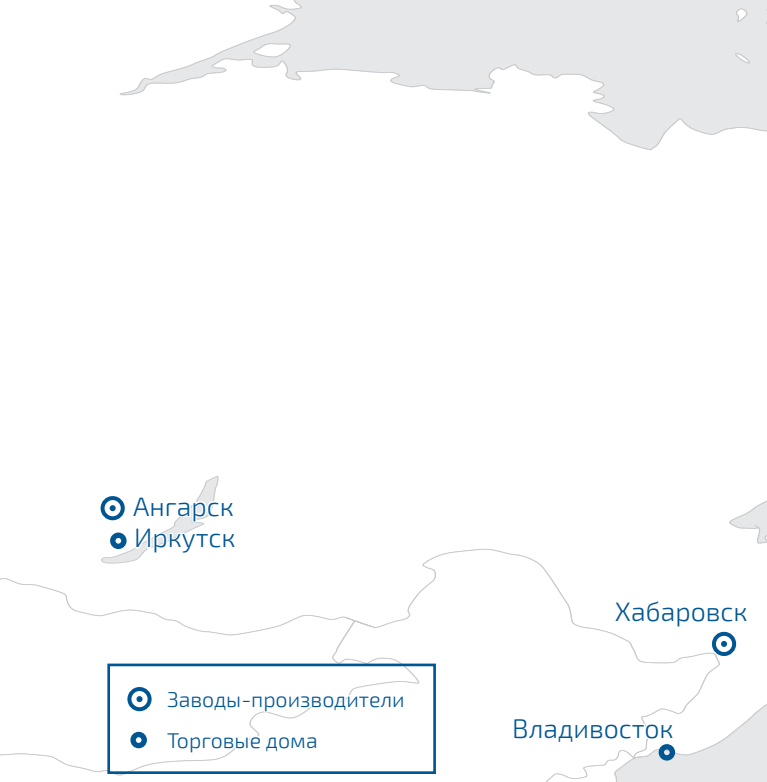 Ангарск
Иркутск
Хабаровск
Заводы-производители
Владивосток
Торговые дома